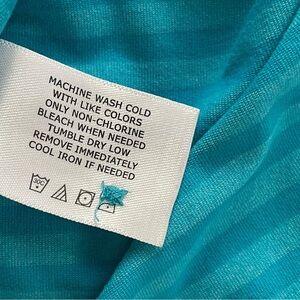 MACHINE WASH COLD
WITH LIKE COLORS
ONLY NON-CHLORINE
BLEACH WHEN NEEDED
TUMBLE DRY LOW
REMOVE IMMEDIATELY
COOL IRON IF NEEDED